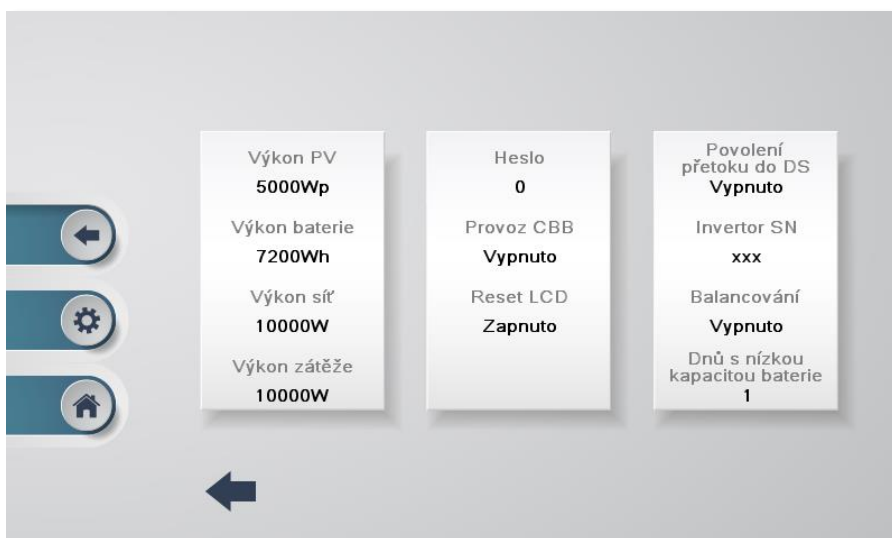 Výkon PV
5000Wp
Výkon baterie
7200Wh
Výkon síť
10000W
Výkon zátěže
10000W
Heslo
0
Provoz CBB
Vypnuto
Reset LCD
Zapnuto
Povolení
přetoku do DS
Vypnuto
Invertor SN
xxx
Balancování
Vypnuto
Dnů s nízkou
kapacitou baterie
1